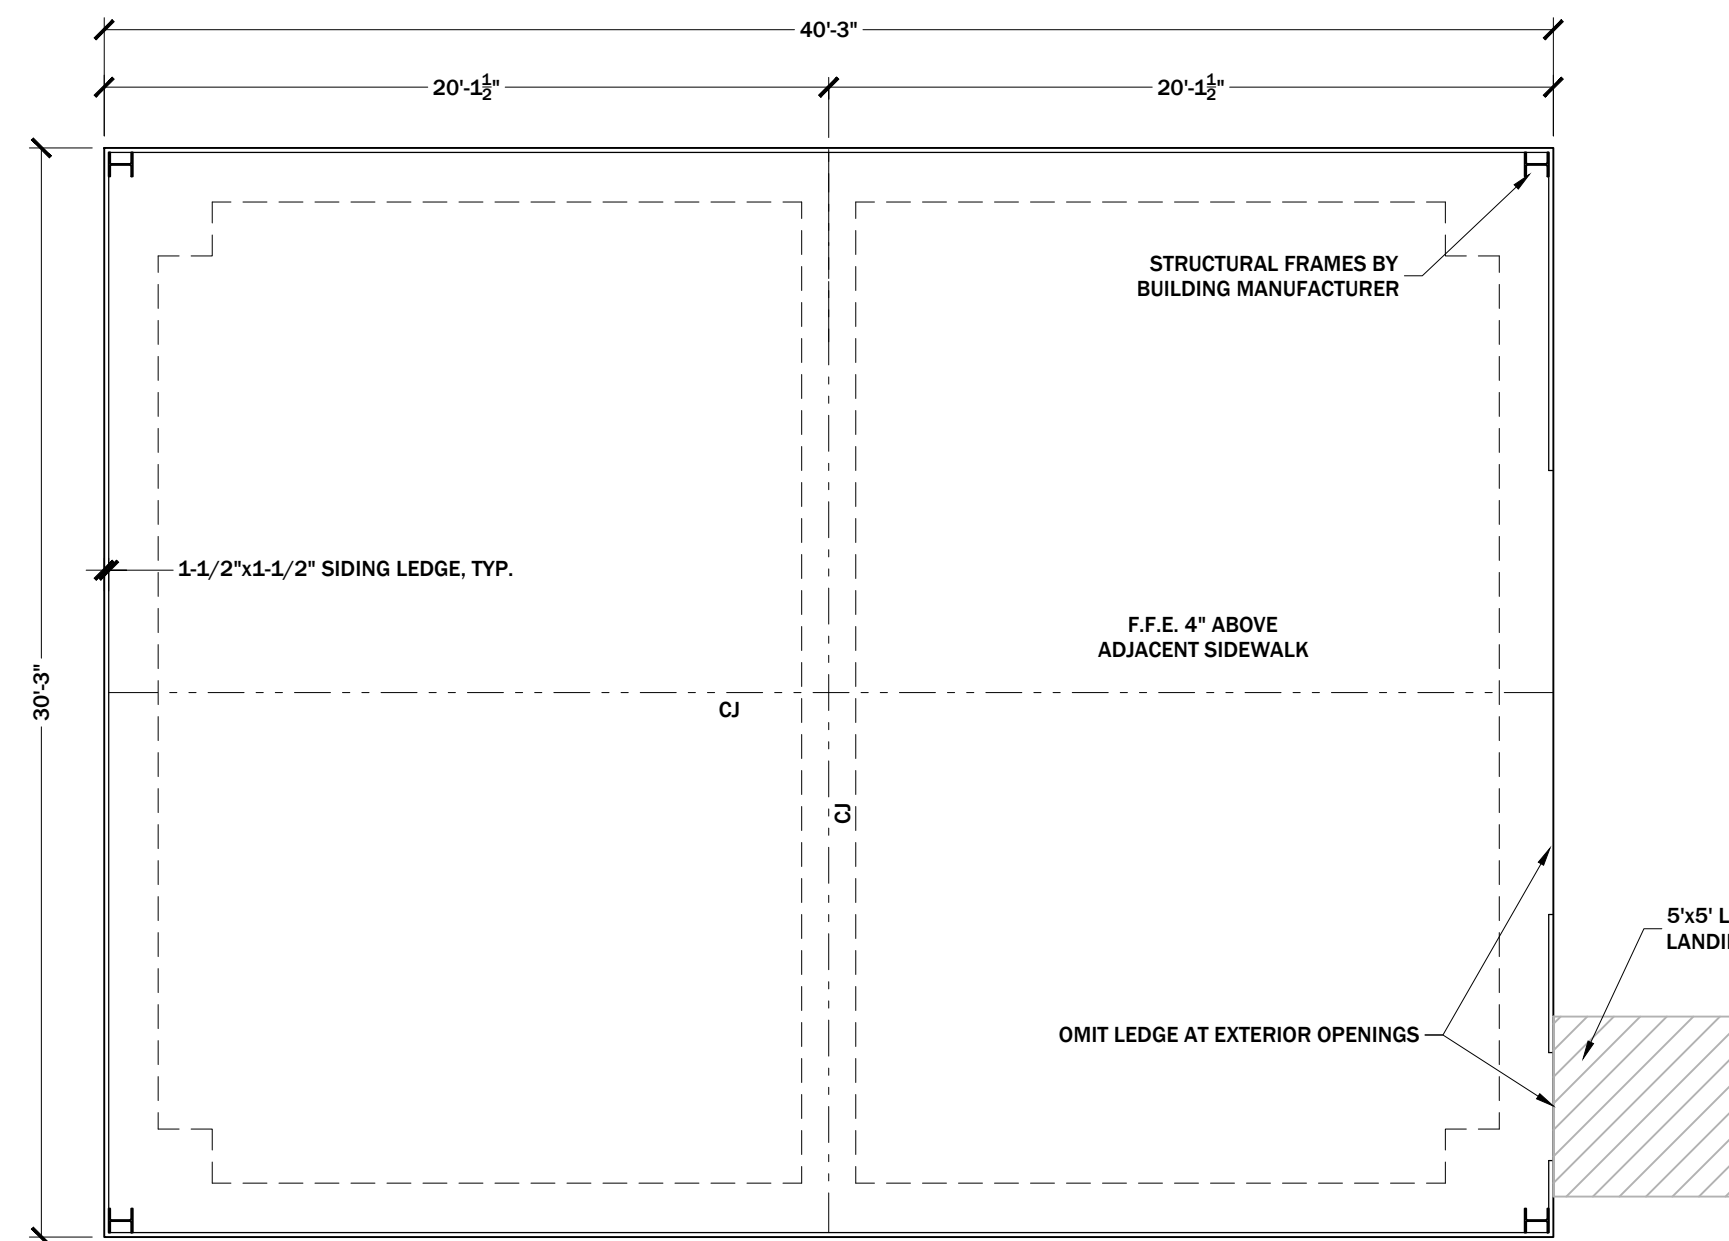 40'-3"
20'-1½"
20'-1½"
STRUCTURAL FRAMES BY
BUILDING MANUFACTURER
1-1/2"x1-1/2" SIDING LEDGE, TYP.
F.F.E. 4" ABOVE
ADJACENT SIDEWALK
30'-3"
CJ
CJ
5'x5'
OMIT LEDGE AT EXTERIOR OPENINGS